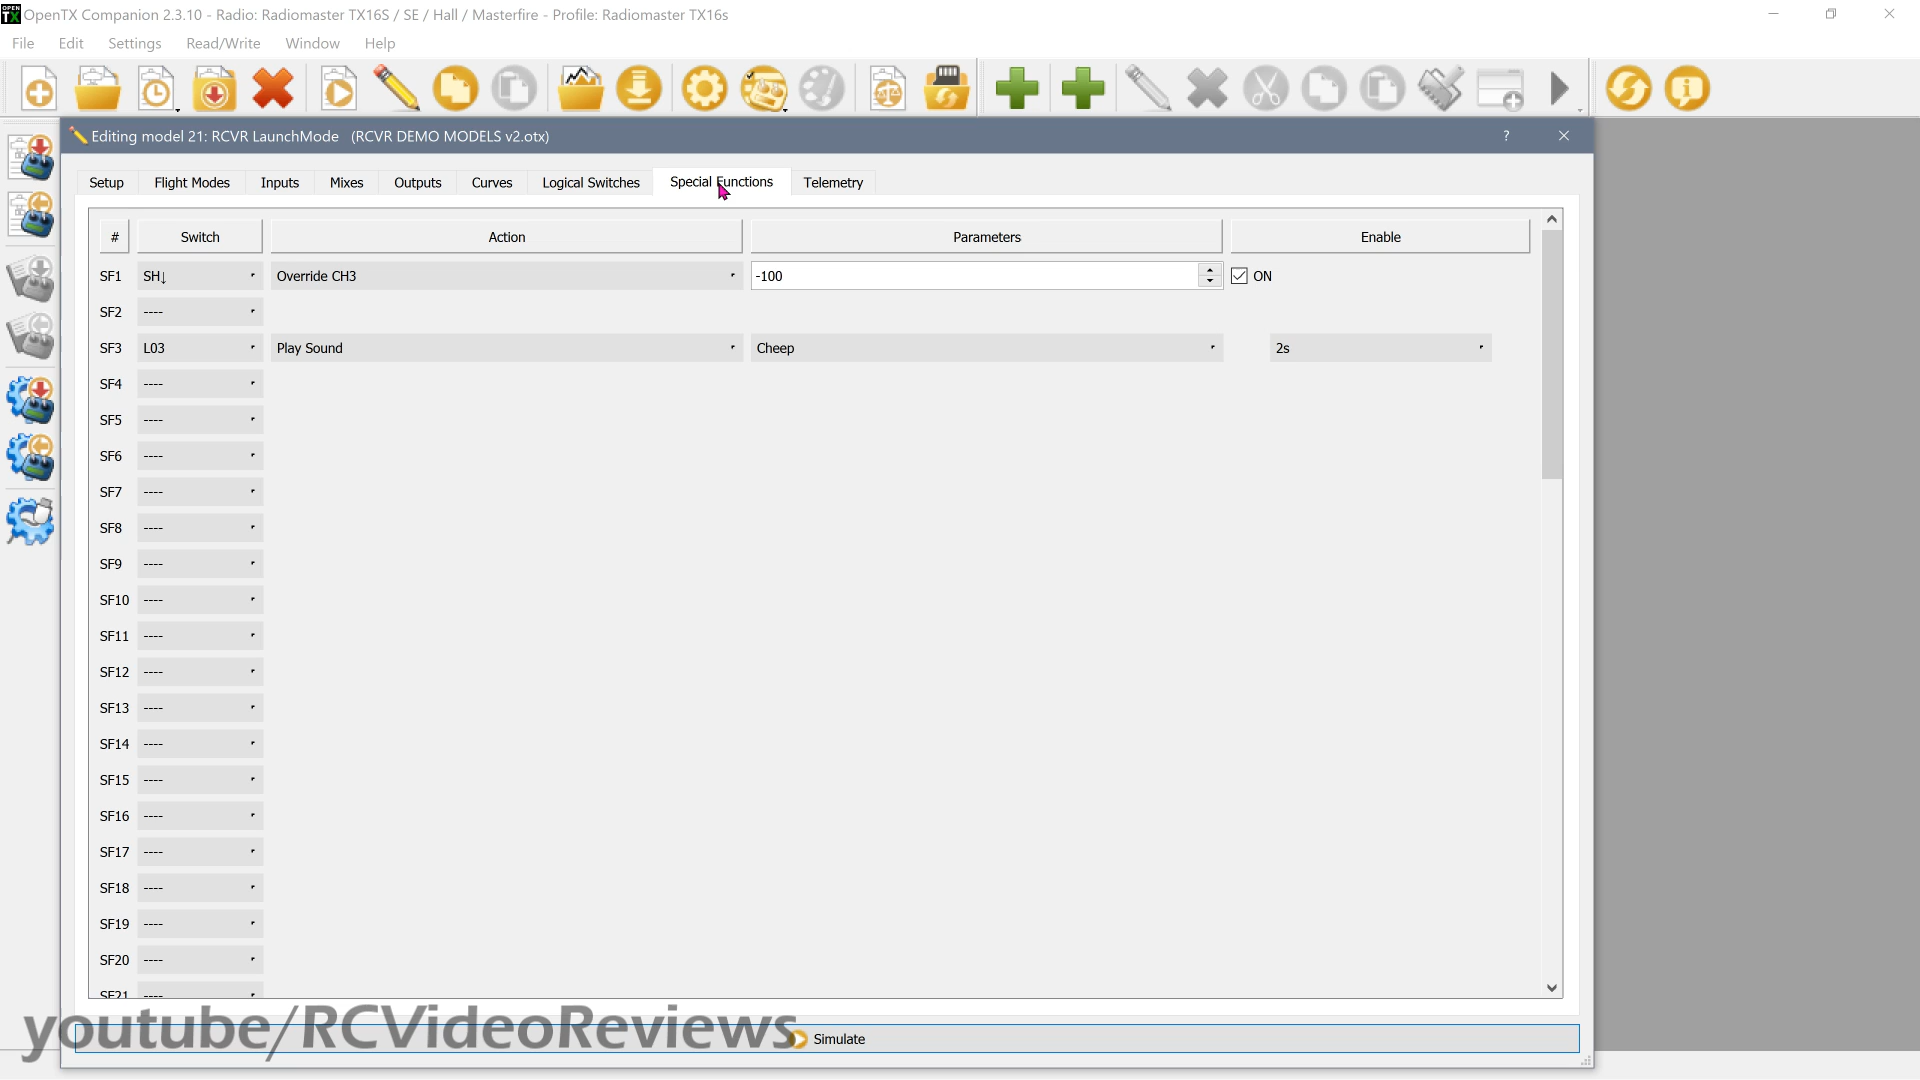 OPEN TX OpenTX Companion 2.3.10 - Radio: Radiomaster TX16S / SE / Hall / Masterfire - Profile: Radiomaster TX16s
File Edit Settings Read/Write Window Help
Editing model 21: RCVR LaunchMode (RCVR DEMO MODELS v2.otx) ?
Setup Flight Modes Inputs Mixes Outputs Curves Logical Switches Special Functions Telemetry
# Switch Action Parameters Enable
SF1 SH↓ Override CH3 -100 ON
SF2 ----
SF3 L03 Play Sound Cheep 2s
SF4 ----
SF5 ----
SF6 ----
SF7 ----
SF8 ----
SF9 ----
SF10 ----
SF11 ----
SF12 ----
SF13 ----
SF14 ----
SF15 ----
SF16 ----
SF17 ----
SF18 ----
SF19 ----
SF20 ----
SF21 ----
youtube/RCVideoReviews
Simulate